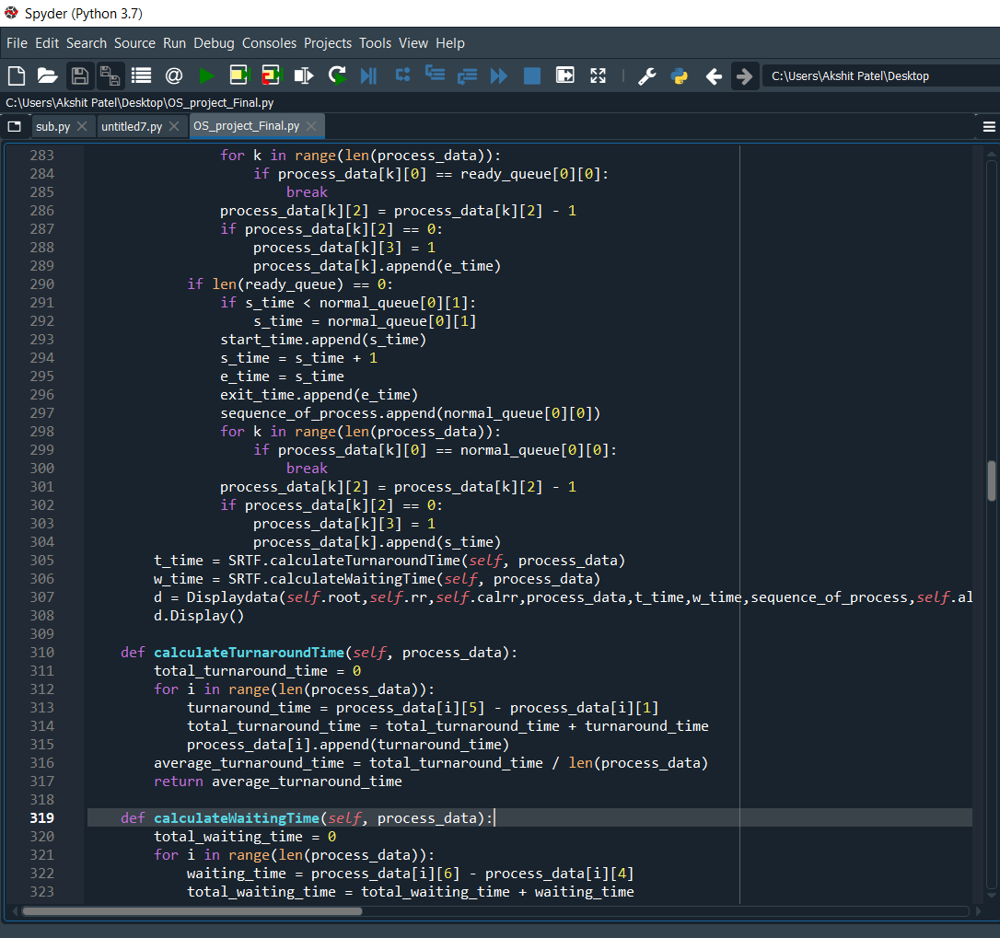 Spyder (Python 3.7)
File Edit Search Source Run Debug Consoles Projects Tools View Help
C:\Users\Akshit Patel\Desktop
C:\Users\Akshit Patel\Desktop\OS_project_Final.py
sub.py untitled7.py OS_project_Final.py
283                 for k in range(len(process_data)):
284                     if process_data[k][0] == ready_queue[0][0]:
285                         break
286                 process_data[k][2] = process_data[k][2] - 1
287                 if process_data[k][2] == 0:
288                     process_data[k][3] = 1
289                     process_data[k].append(e_time)
290             if len(ready_queue) == 0:
291                 if s_time < normal_queue[0][1]:
292                     s_time = normal_queue[0][1]
293                 start_time.append(s_time)
294                 s_time = s_time + 1
295                 e_time = s_time
296                 exit_time.append(e_time)
297                 sequence_of_process.append(normal_queue[0][0])
298                 for k in range(len(process_data)):
299                     if process_data[k][0] == normal_queue[0][0]:
300                         break
301                 process_data[k][2] = process_data[k][2] - 1
302                 if process_data[k][2] == 0:
303                     process_data[k][3] = 1
304                     process_data[k].append(s_time)
305         t_time = SRTF.calculateTurnaroundTime(self, process_data)
306         w_time = SRTF.calculateWaitingTime(self, process_data)
307         d = Displaydata(self.root,self.rr,self.calrr,process_data,t_time,w_time,sequence_of_process,self.al
308         d.Display()
309
310     def calculateTurnaroundTime(self, process_data):
311         total_turnaround_time = 0
312         for i in range(len(process_data)):
313             turnaround_time = process_data[i][5] - process_data[i][1]
314             total_turnaround_time = total_turnaround_time + turnaround_time
315             process_data[i].append(turnaround_time)
316         average_turnaround_time = total_turnaround_time / len(process_data)
317         return average_turnaround_time
318
319     def calculateWaitingTime(self, process_data):
320         total_waiting_time = 0
321         for i in range(len(process_data)):
322             waiting_time = process_data[i][6] - process_data[i][4]
323             total_waiting_time = total_waiting_time + waiting_time